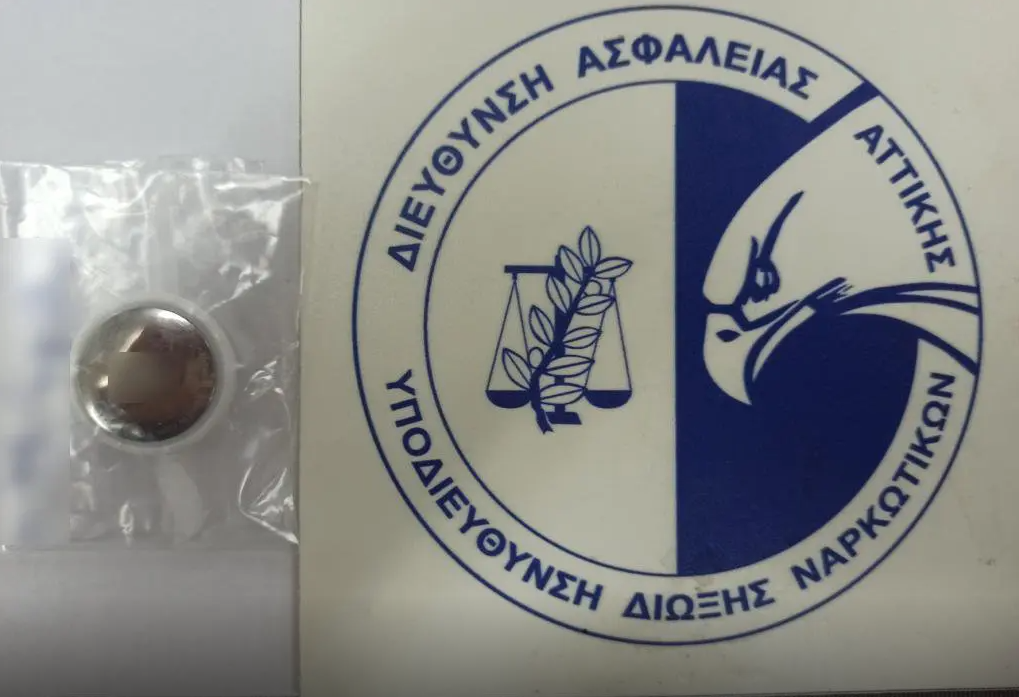 ΔΙΕΥΘΥΝΣΗ ΑΣΦΑΛΕΙΑΣ ΑΤΤΙΚΗΣ
ΥΠΟΔΙΕΥΘΥΝΣΗ ΔΙΩΞΗΣ ΝΑΡΚΩΤΙΚΩΝ